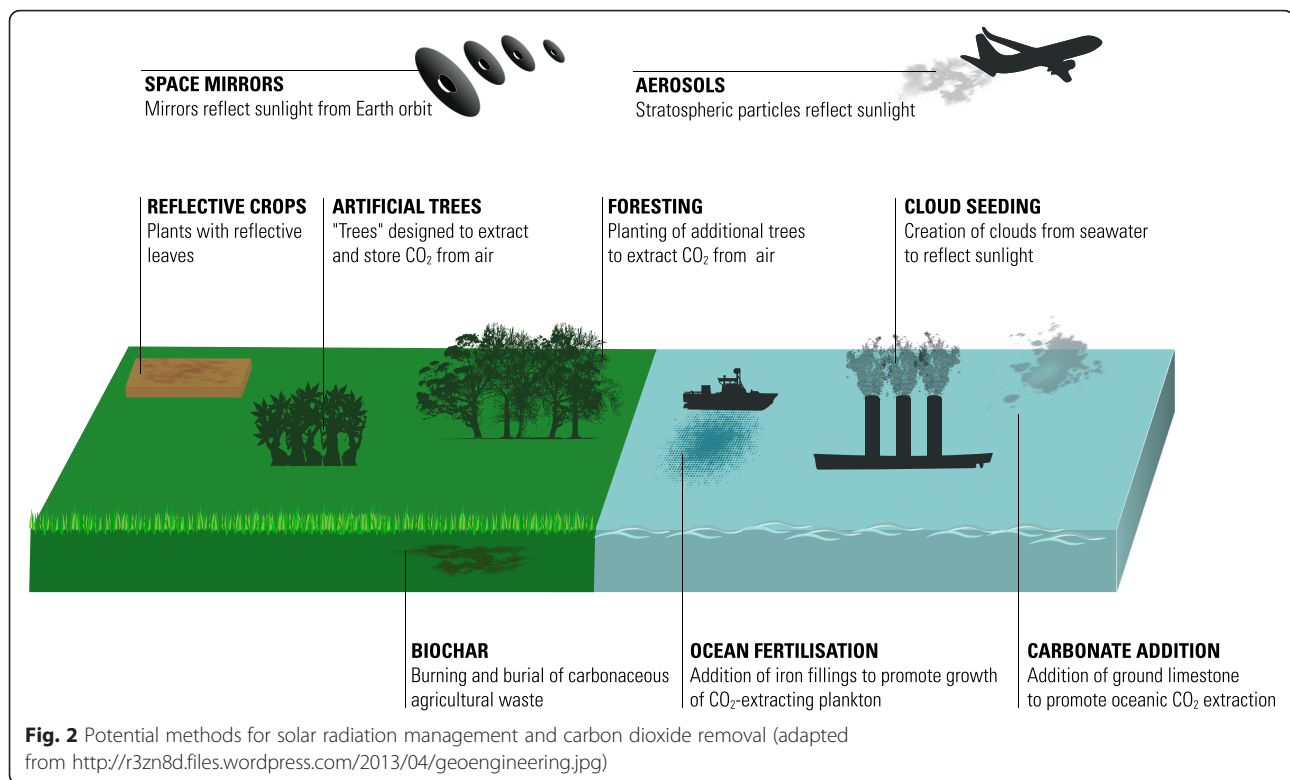 SPACE MIRRORS
Mirrors reflect sunlight from Earth orbit
AEROSOLS
Stratospheric particles reflect sunlight
REFLECTIVE CROPS
Plants with reflective
leaves
ARTIFICIAL TREES
"Trees" designed to extract
and store CO₂ from air
FORESTING
Planting of additional trees
to extract CO₂ from air
CLOUD SEEDING
Creation of clouds from seawater
to reflect sunlight
BIOCHAR
Burning and burial of carbonaceous
agricultural waste
OCEAN FERTILISATION
Addition of iron fillings to promote growth
of CO₂-extracting plankton
CARBONATE ADDITION
Addition of ground limestone
to promote oceanic CO₂ extraction
Fig. 2 Potential methods for solar radiation management and carbon dioxide removal (adapted
from http://r3zn8d.files.wordpress.com/2013/04/geoengineering.jpg)